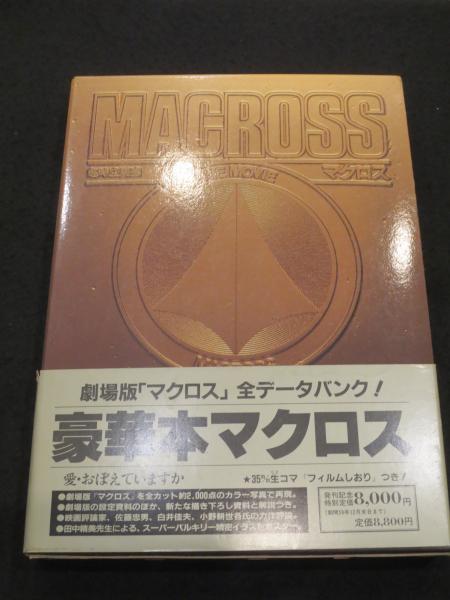 MACROSS
THE MOVIE
マクロス
MACROSS
劇場版「マクロス」全データバンク!
豪華本マクロス
愛・おぼえていますか
★35㎜生コマ「フィルムしおり」つき!
●劇場版「マクロス」を全カット約2,000点のカラー写真で再現。
●劇場版の設定資料のほか、新たな描き下ろし資料と解説つき。
●映画評論家、佐藤忠男、白井佳夫、小野耕世各氏の力作評論。
●田中精美先生による、スーパーバルキリー精密イラストポスター。
発刊記念
特別定価8,000円
定価8,800円